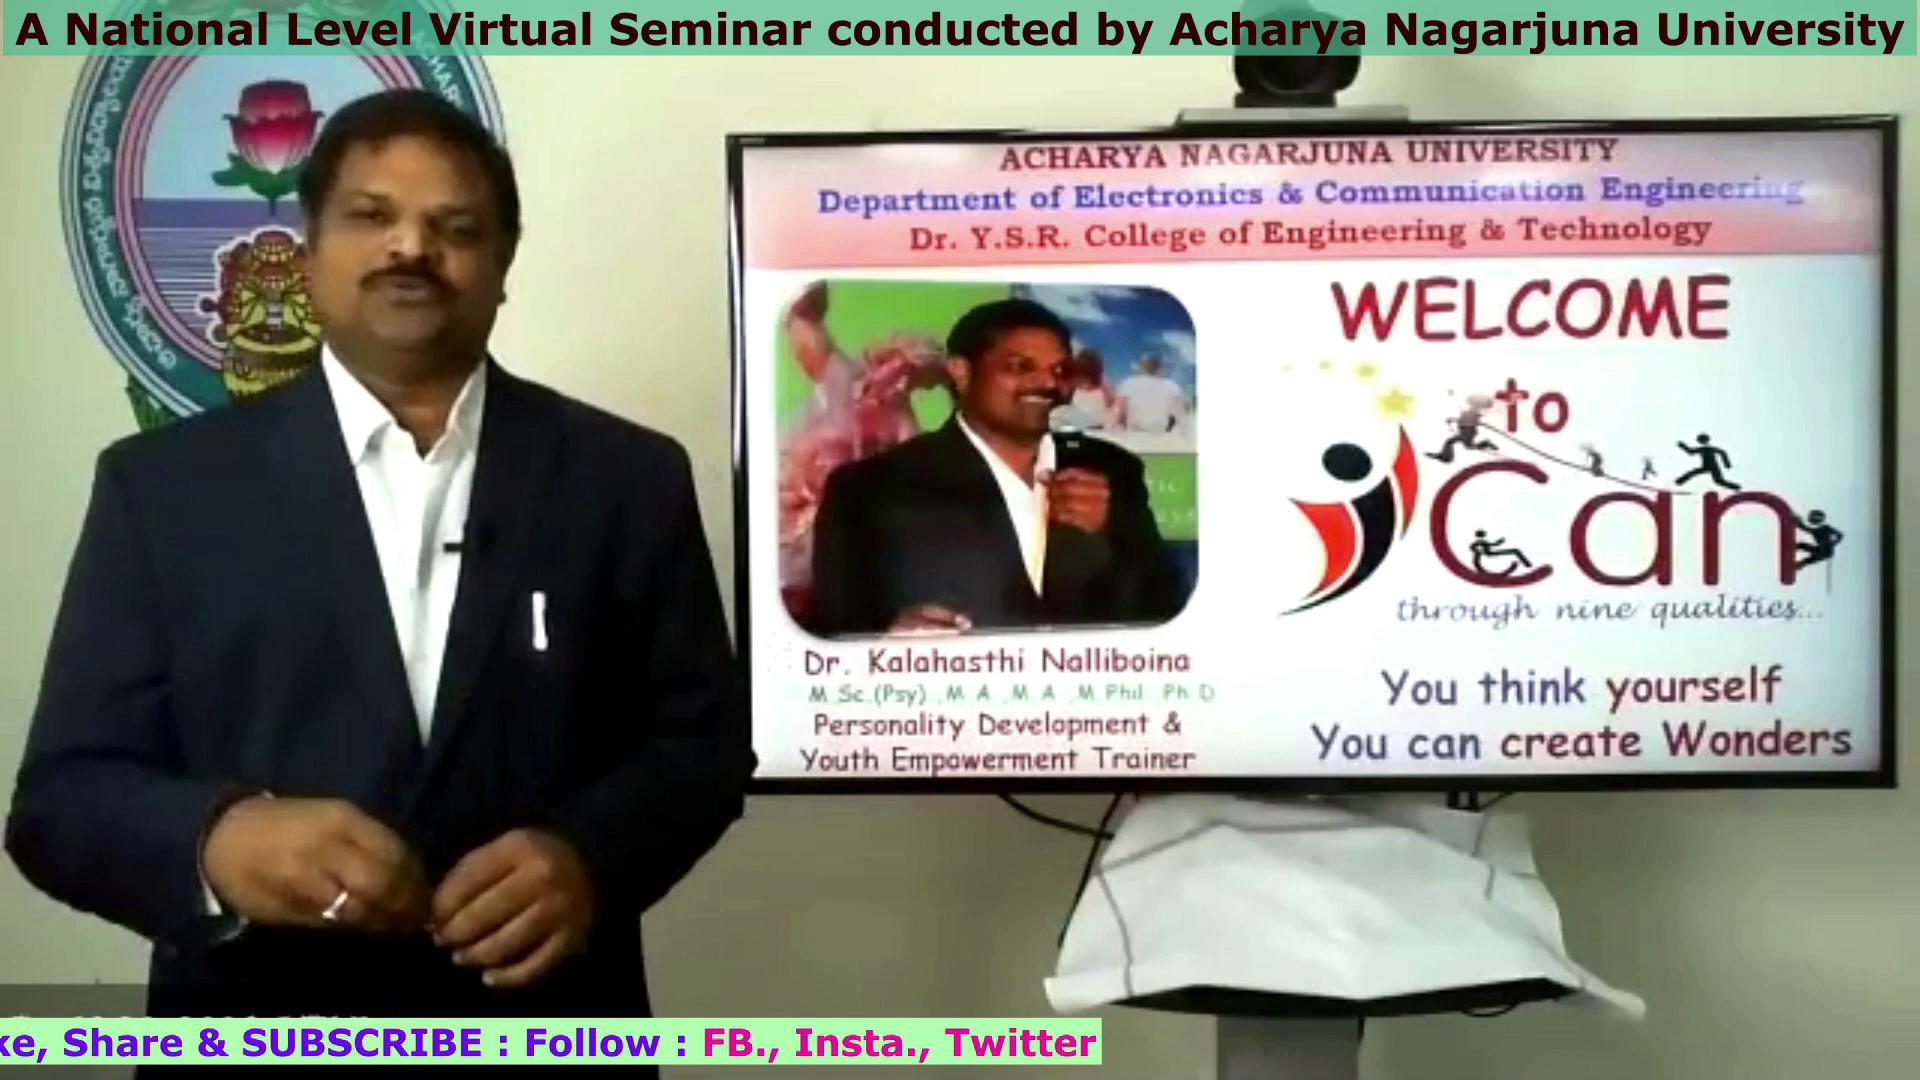 A National Level Virtual Seminar conducted by Acharya Nagarjuna University
ACHARYA NAGARJUNA UNIVERSITY
Department of Electronics & Communication Engineering
Dr. Y.S.R. College of Engineering & Technology
WELCOME
to
Can
through nine qualities...
Dr. Kalahasthi Nalliboina
M.Sc.(Psy).,M.A.,M.A.,M.Phil.,Ph.D
Personality Development &
Youth Empowerment Trainer
You think yourself
You can create Wonders
ke, Share & SUBSCRIBE : Follow : FB., Insta., Twitter